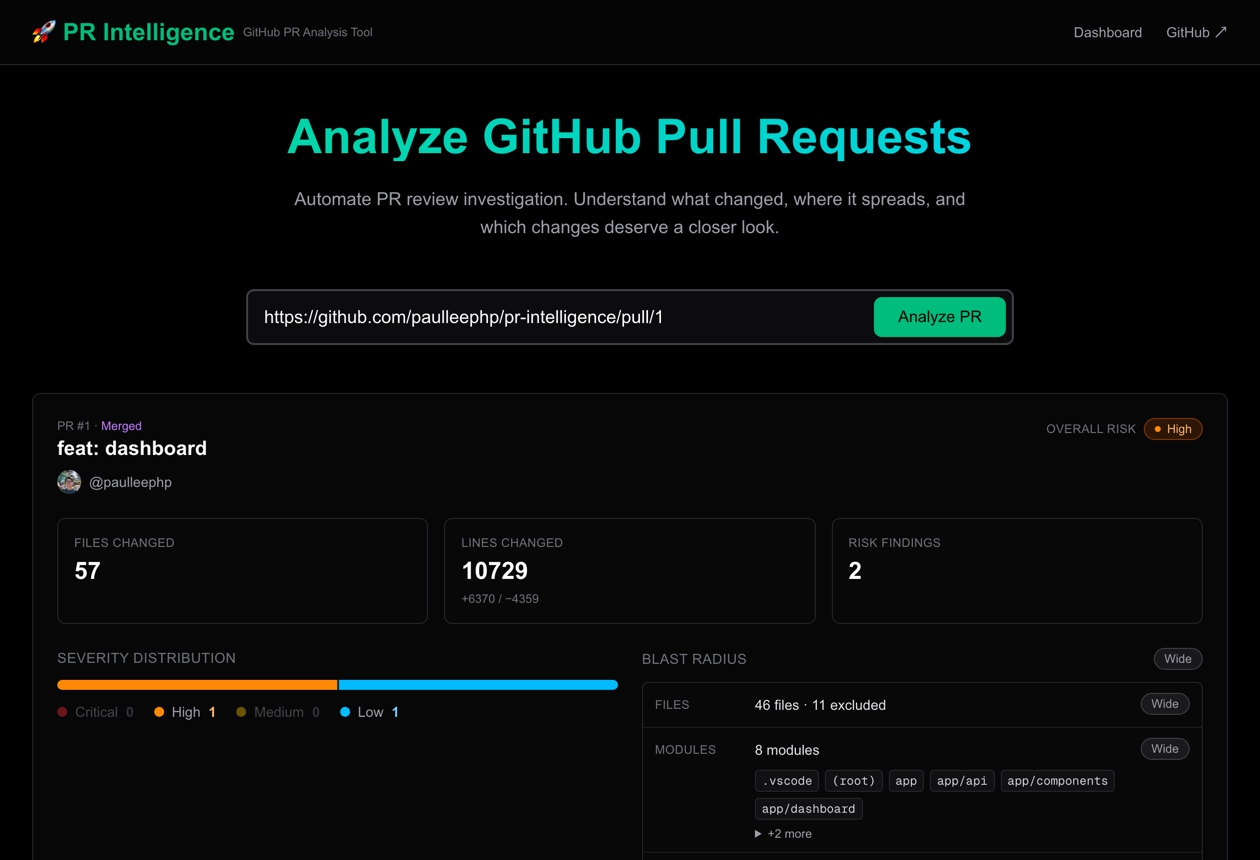 🚀 PR Intelligence GitHub PR Analysis Tool Dashboard GitHub ↗
Analyze GitHub Pull Requests
Automate PR review investigation. Understand what changed, where it spreads, and
which changes deserve a closer look.
https://github.com/paulleephp/pr-intelligence/pull/1 Analyze PR
PR #1 · Merged
feat: dashboard
@paulleephp
OVERALL RISK High
FILES CHANGED
57
LINES CHANGED
10729
+6370 / −4359
RISK FINDINGS
2
SEVERITY DISTRIBUTION
Critical 0 High 1 Medium 0 Low 1
BLAST RADIUS Wide
FILES 46 files · 11 excluded Wide
MODULES 8 modules Wide
.vscode (root) app app/api app/components
app/dashboard
▶ +2 more